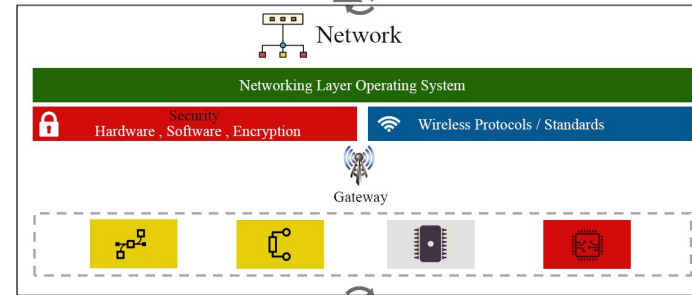 Network
Networking Layer Operating System
Security
Hardware , Software , Encryption
Wireless Protocols / Standards
Gateway